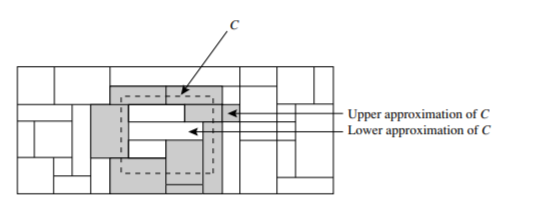 C
Upper approximation of C
Lower approximation of C